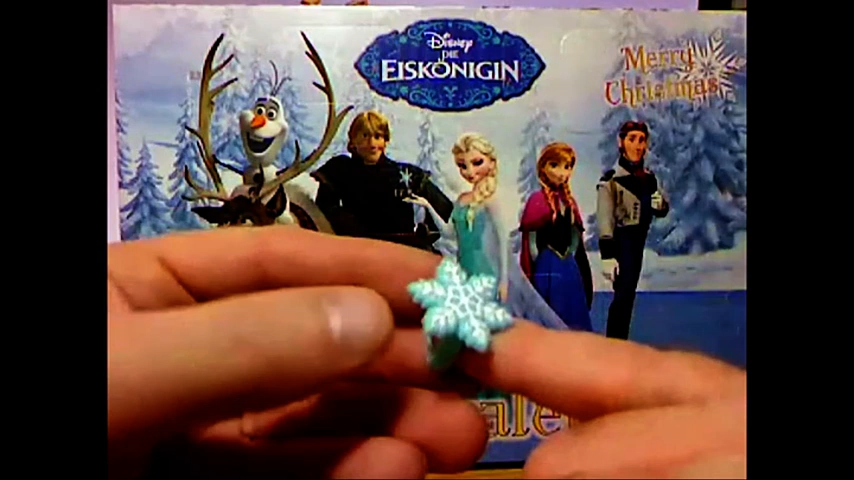 Disney
DIE
EISKÖNIGIN
Merry
Christmas